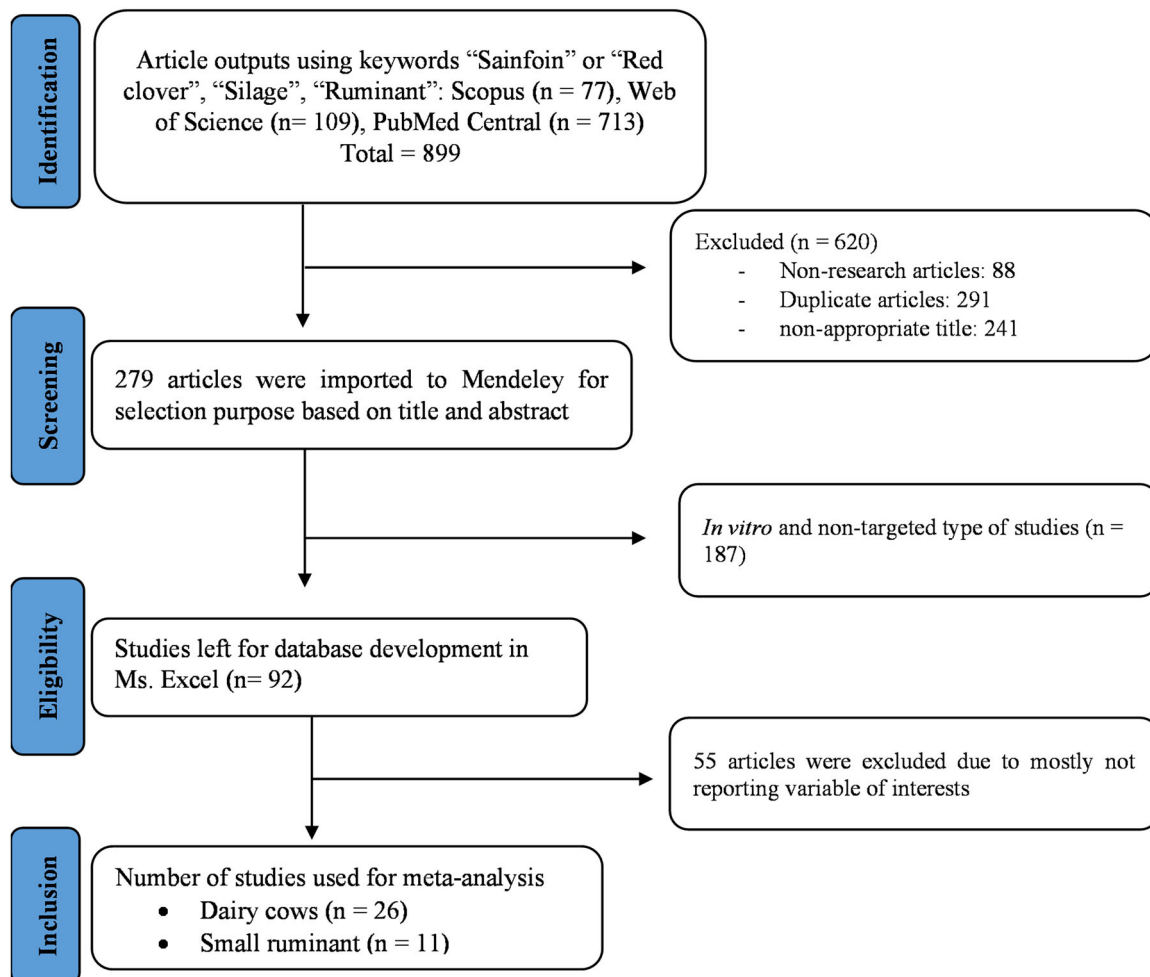 Identification
Article outputs using keywords “Sainfoin” or “Red
clover”, “Silage”, “Ruminant”: Scopus (n = 77), Web
of Science (n= 109), PubMed Central (n = 713)
Total = 899
Excluded (n = 620)
- Non-research articles: 88
- Duplicate articles: 291
- non-appropriate title: 241
Screening
279 articles were imported to Mendeley for
selection purpose based on title and abstract
In vitro and non-targeted type of studies (n =
187)
Eligibility
Studies left for database development in
Ms. Excel (n= 92)
55 articles were excluded due to mostly not
reporting variable of interests
Inclusion
Number of studies used for meta-analysis
• Dairy cows (n = 26)
• Small ruminant (n = 11)